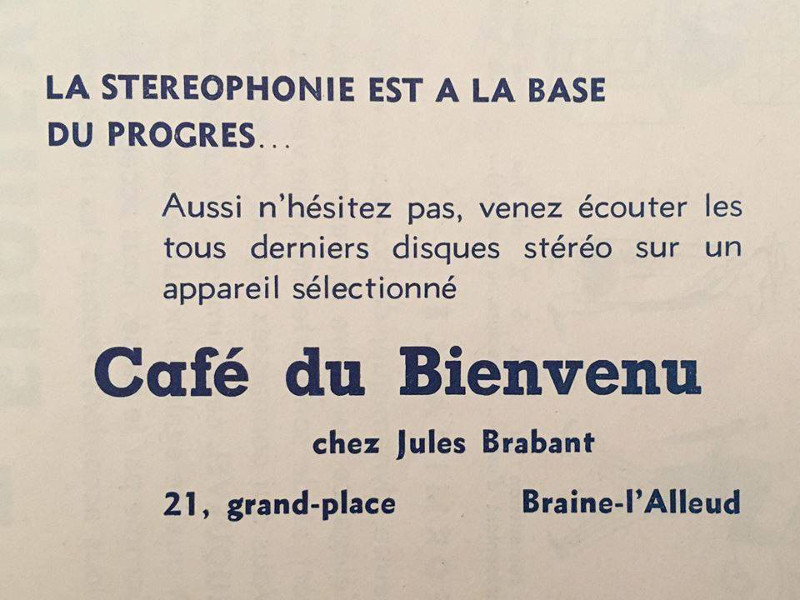 LA STEREOPHONIE EST A LA BASE
DU PROGRES...
Aussi n'hésitez pas, venez écouter les
tous derniers disques stéréo sur un
appareil sélectionné
Café du Bienvenu
chez Jules Brabant
21, grand-place Braine-l'Alleud